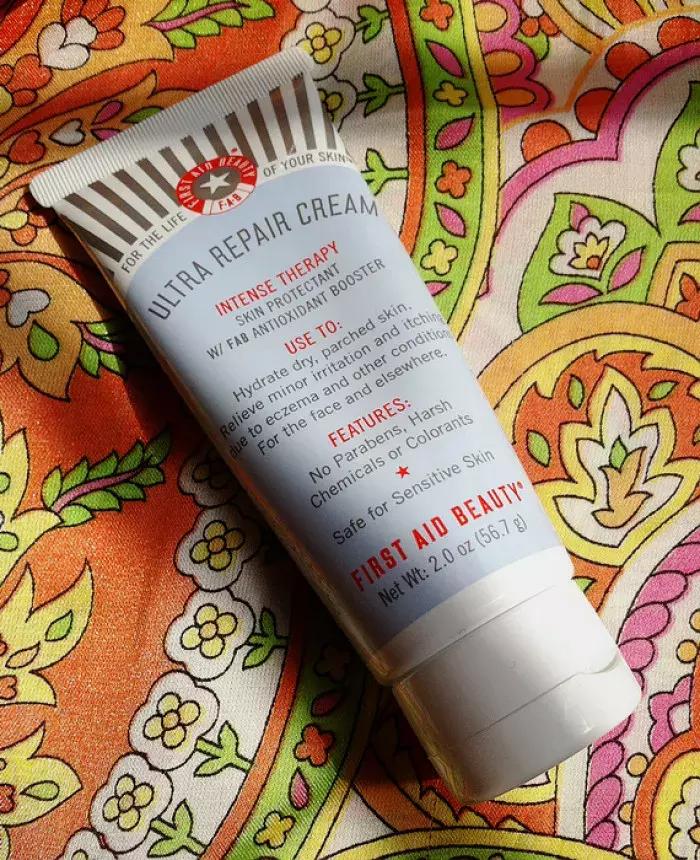 FIRST AID BEAUTY
F·A·B
FOR THE LIFE OF YOUR SKIN
ULTRA REPAIR CREAM
INTENSE THERAPY
SKIN PROTECTANT
W/ FAB ANTIOXIDANT BOOSTER
USE TO:
Hydrate dry, parched skin.
Relieve minor irritation and itching
due to eczema and other conditions
For the face and elsewhere.
FEATURES:
No Parabens, Harsh
Chemicals or Colorants
Safe for Sensitive Skin
FIRST AID BEAUTY®
Net Wt: 2.0 oz (56.7 g)